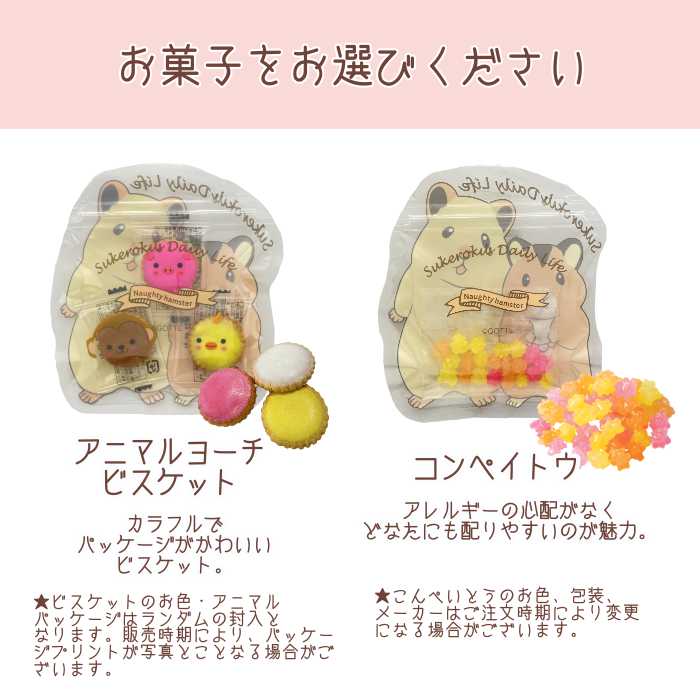 お菓子をお選びください
Sukeroku's Daily Life
Sukeroku's Daily Life
Naughty hamster
アニマルヨーチ
ビスケット
カラフルで
パッケージがかわいい
ビスケット。
★ビスケットのお色・アニマル
パッケージはランダムの封入と
なります。販売時期により、パッケー
ジプリントが写真とことなる場合がご
ざいます。
Sukeroku's Daily Life
Sukeroku's Daily Life
Naughty hamster
コンペイトウ
アレルギーの心配がなく
どなたにも配りやすいのが魅力。
★こんぺいとうのお色、包装、
メーカーはご注文時期により変更
になる場合がございます。